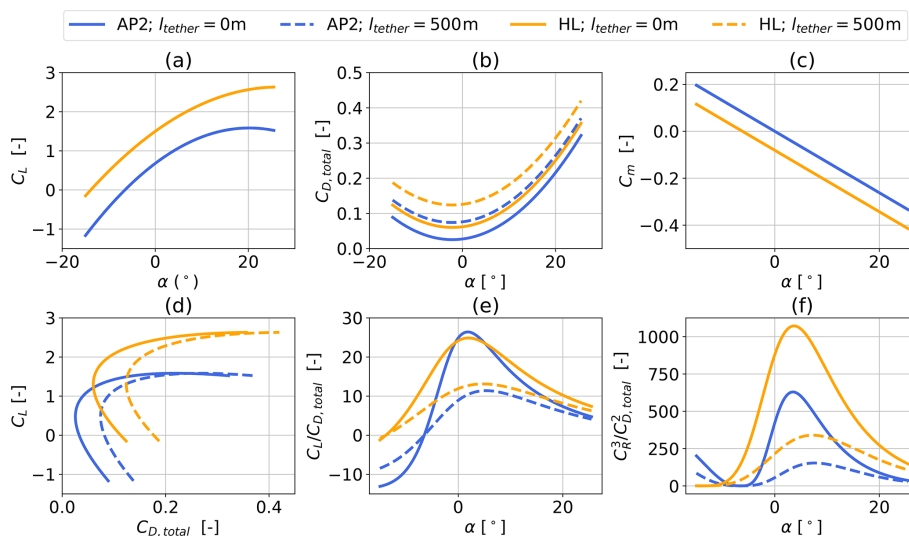 AP2; l_tether = 0m AP2; l_tether = 500m HL; l_tether = 0m HL; l_tether = 500m
(a) (b) (c)
3 2 1 0 −1
C_L [-]
−20 0 20
α (°)
0.5 0.4 0.3 0.2 0.1 0.0
C_D,total [-]
−20 0 20
α [°]
0.2 0.0 −0.2 −0.4
C_m [-]
0 20
α [°]
(d) (e) (f)
3 2 1 0 −1
C_L [-]
0.0 0.2 0.4
C_D,total [-]
30 20 10 0 −10
C_L/C_D,total [-]
0 20
α [°]
1000 750 500 250 0
C_R^3/C_D,total^2 [-]
0 20
α [°]